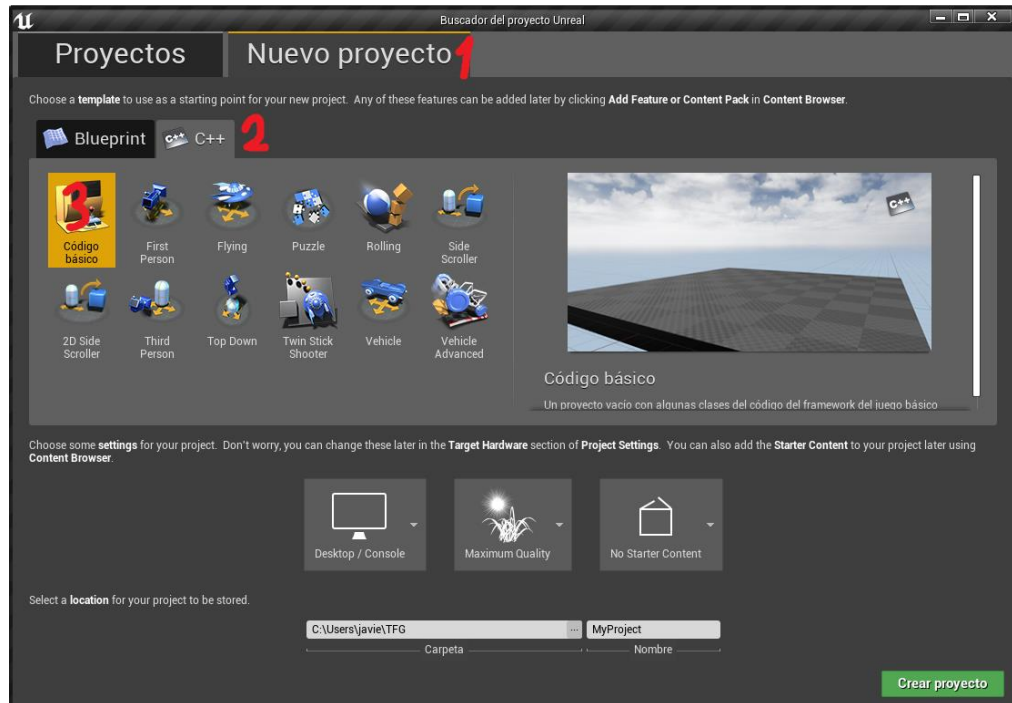 Buscador del proyecto Unreal
Proyectos
Nuevo proyecto
1
Choose a template to use as a starting point for your new project. Any of these features can be added later by clicking Add Feature or Content Pack in Content Browser.
Blueprint
C++
2
3
Código
básico
First
Person
Flying
Puzzle
Rolling
Side
Scroller
2D Side
Scroller
Third
Person
Top Down
Twin Stick
Shooter
Vehicle
Vehicle
Advanced
C++
Código básico
Un proyecto vacío con algunas clases del código del framework del juego básico
Choose some settings for your project. Don't worry, you can change these later in the Target Hardware section of Project Settings. You can also add the Starter Content to your project later using
Content Browser.
Desktop / Console
Maximum Quality
No Starter Content
Select a location for your project to be stored.
C:\Users\javie\TFG
...
MyProject
Carpeta
Nombre
Crear proyecto